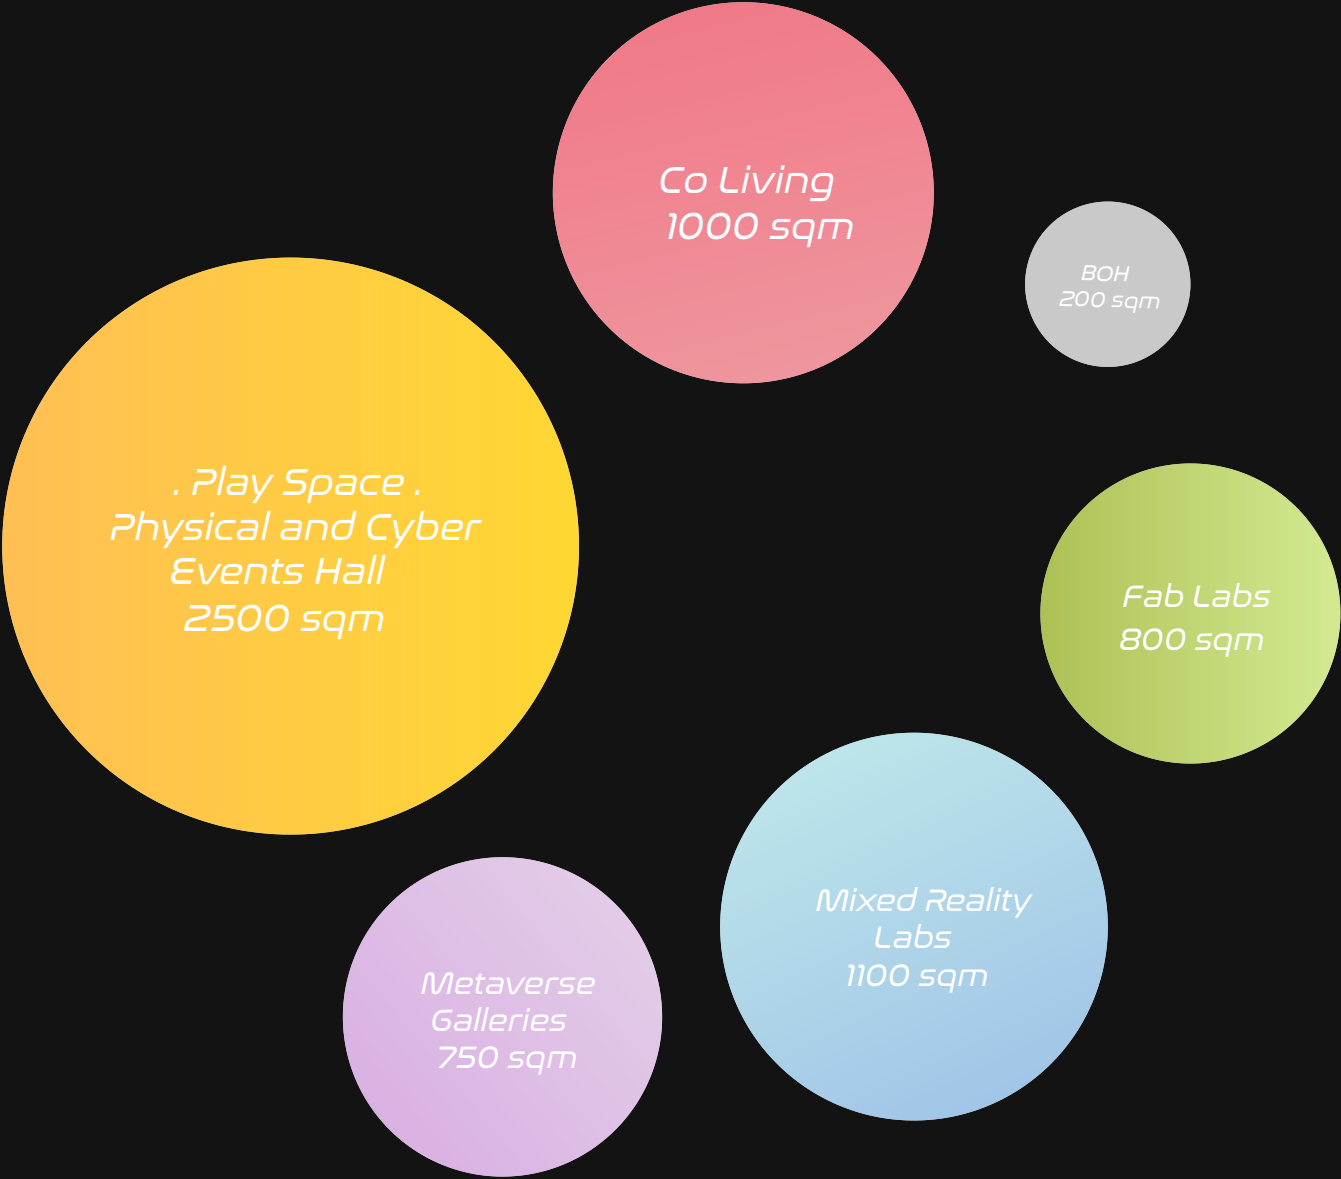 Co Living
1000 sqm
BOH
200 sqm
. Play Space .
Physical and Cyber
Events Hall
2500 sqm
Fab Labs
800 sqm
Mixed Reality
Labs
1100 sqm
Metaverse
Galleries
750 sqm